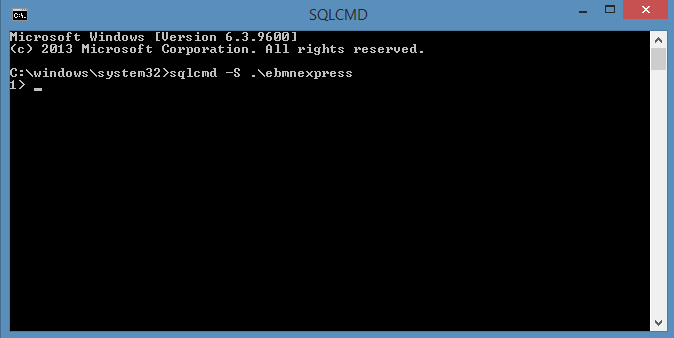 SQLCMD
Microsoft Windows [Version 6.3.9600]
(c) 2013 Microsoft Corporation. All rights reserved.
C:\windows\system32>sqlcmd -S .\ebmnexpress
1> _